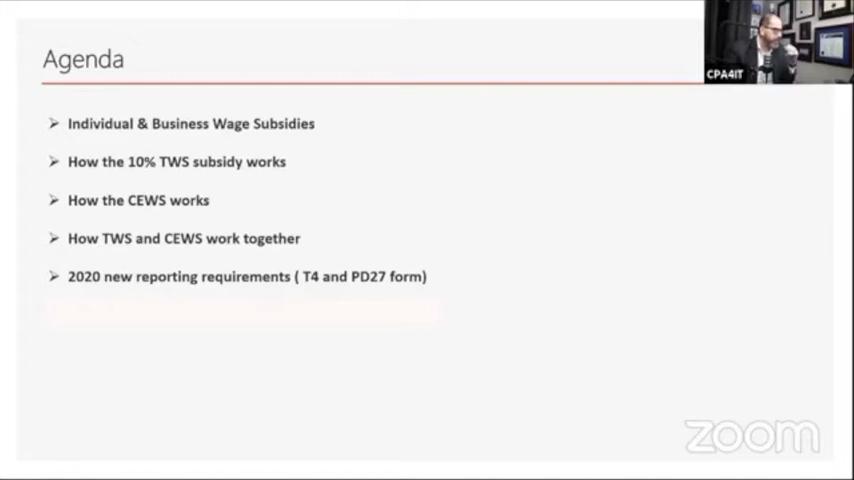 Agenda
CPA4IT
➢ Individual & Business Wage Subsidies
➢ How the 10% TWS subsidy works
➢ How the CEWS works
➢ How TWS and CEWS work together
➢ 2020 new reporting requirements ( T4 and PD27 form)
zoom